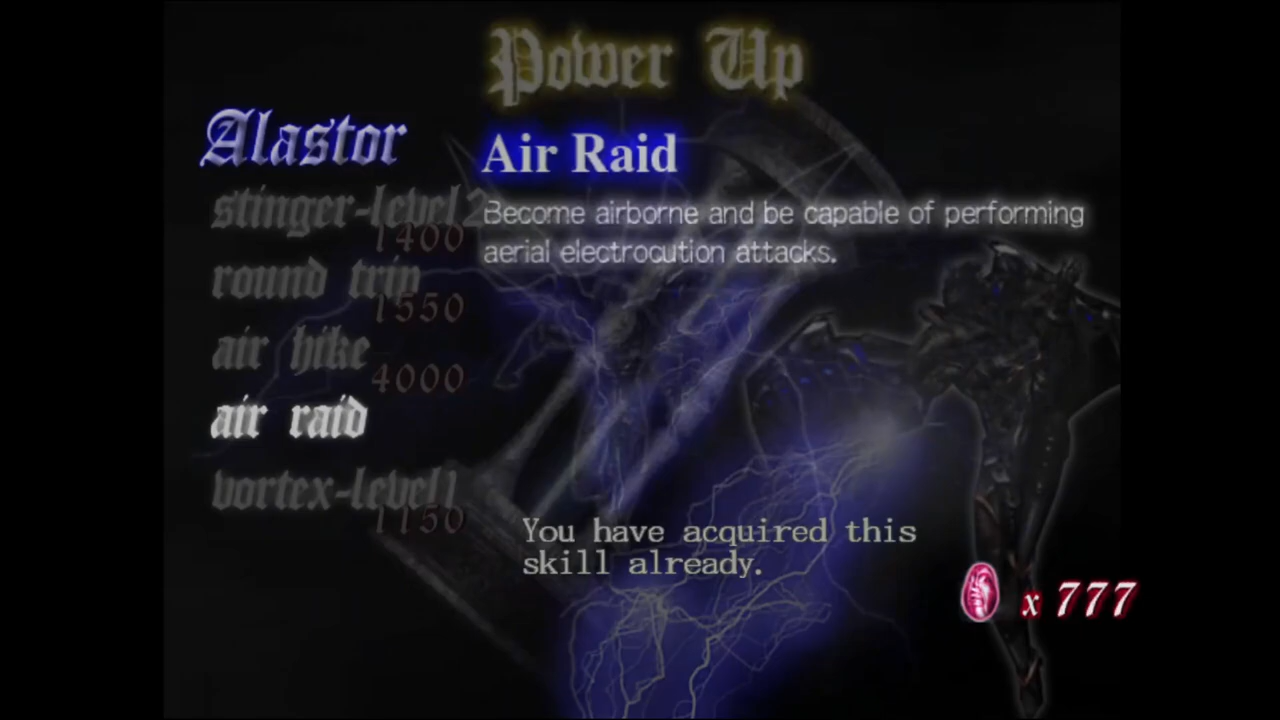 Power Up
Alastor
Air Raid
stinger-level2
1400
Become airborne and be capable of performing
aerial electrocution attacks.
round trip
1550
air hike
4000
air raid
vortex-level1
1150
You have acquired this
skill already.
x 777